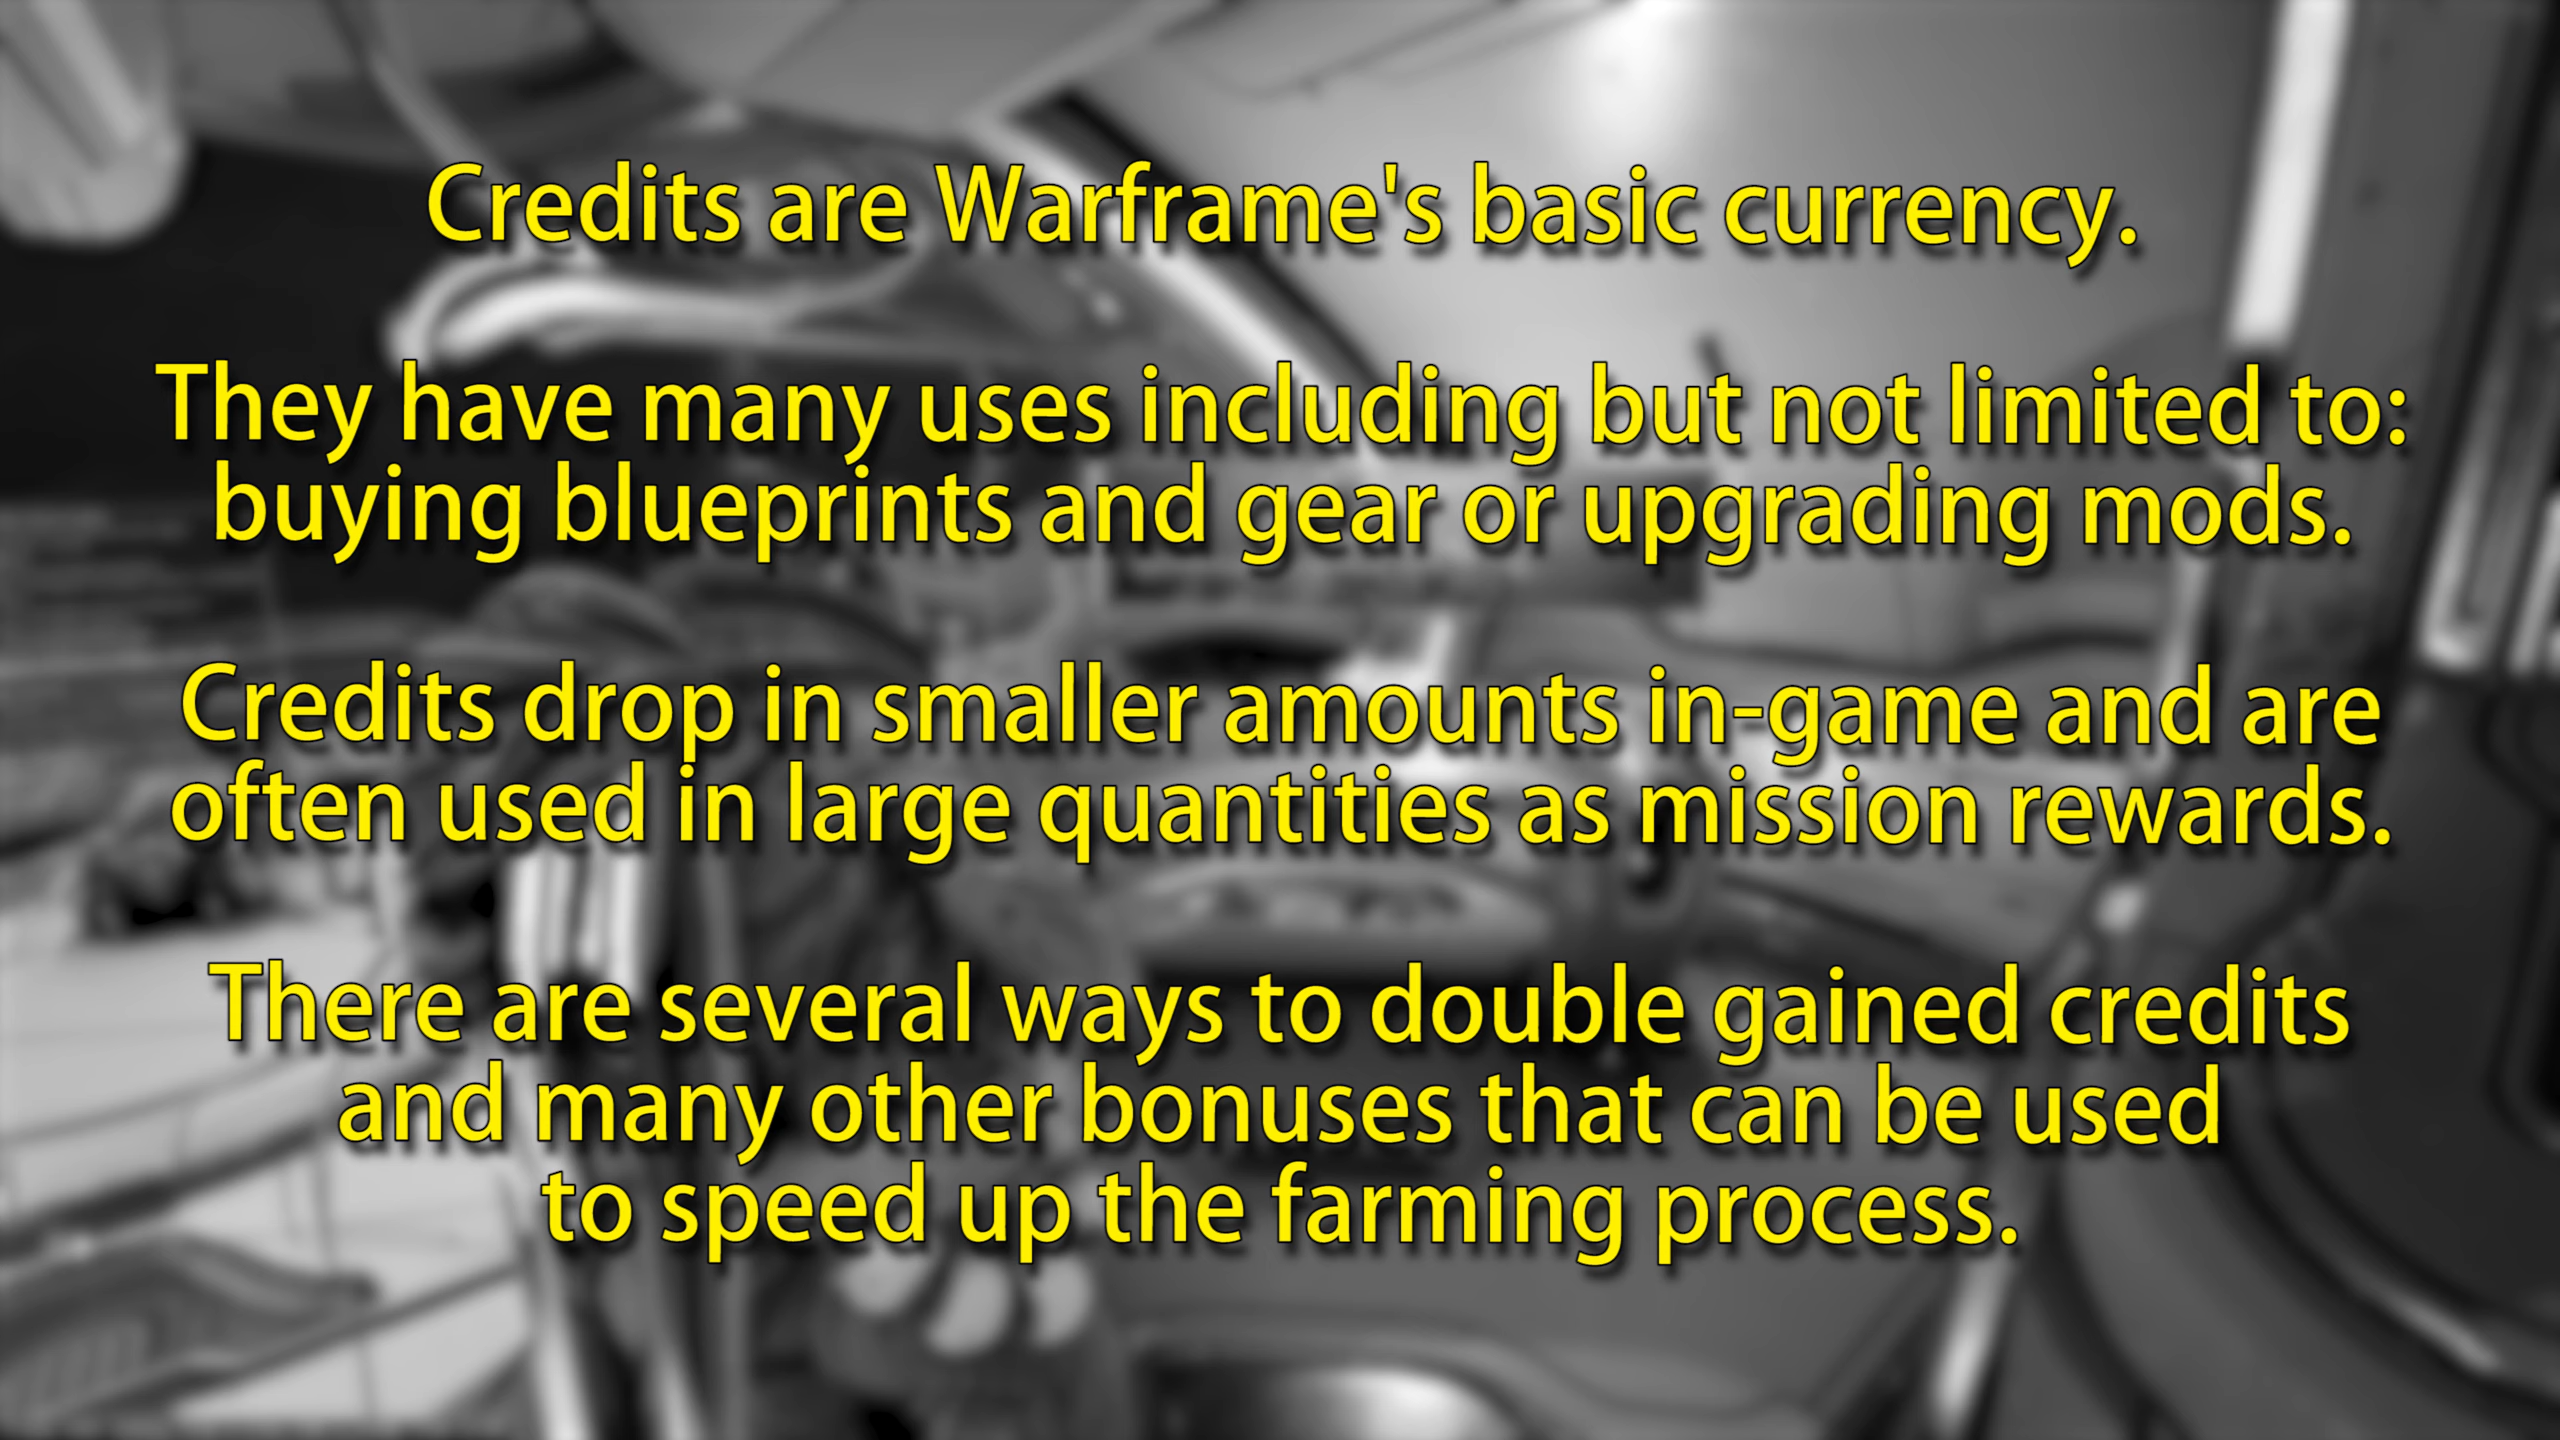 Credits are Warframe's basic currency.
They have many uses including but not limited to:
buying blueprints and gear or upgrading mods.
Credits drop in smaller amounts in-game and are
often used in large quantities as mission rewards.
There are several ways to double gained credits
and many other bonuses that can be used
to speed up the farming process.